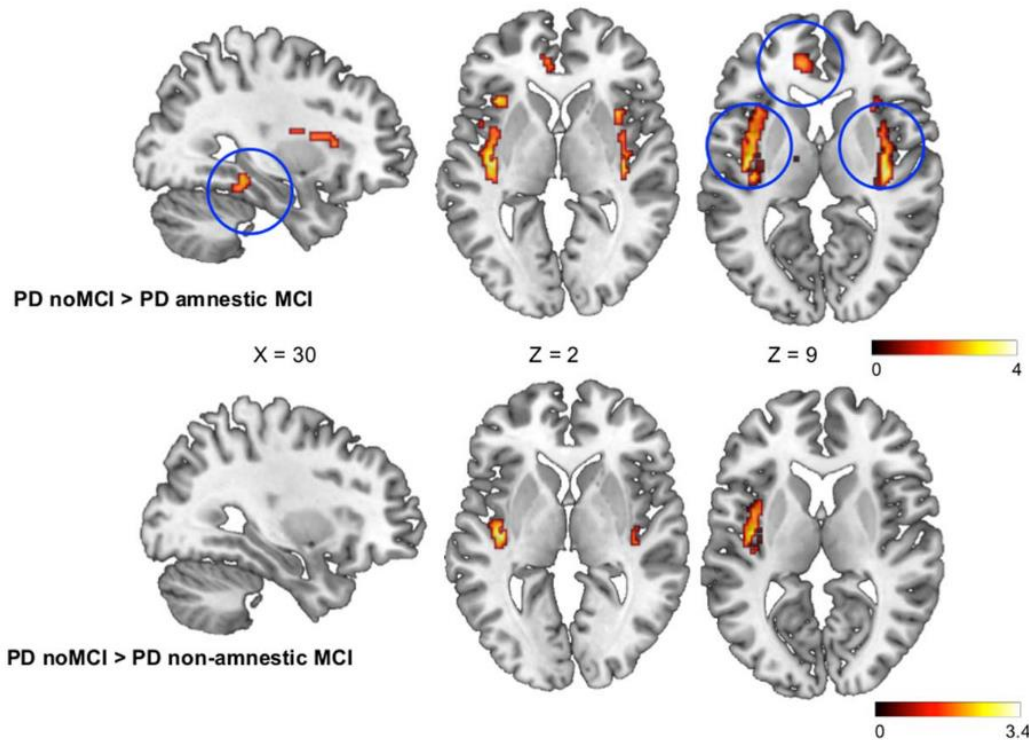 PD noMCI > PD amnestic MCI
X = 30
Z = 2
Z = 9
0
4
PD noMCI > PD non-amnestic MCI
0
3.4